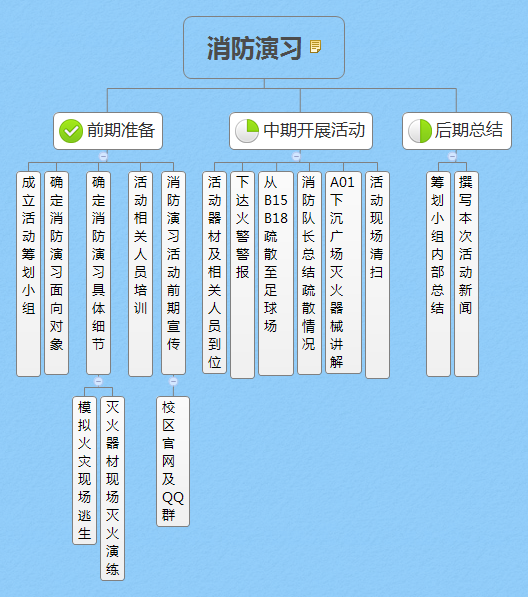 消防演习
前期准备
中期开展活动
后期总结
成立活动筹划小组
确定消防演习面向对象
确定消防演习具体细节
活动相关人员培训
消防演习活动前期宣传
活动器材及相关人员到位
下达火警警报
从B15B18疏散至足球场
消防队长总结疏散情况
A01下沉广场灭火器械讲解
活动现场清扫
筹划小组内部总结
撰写本次活动新闻
模拟火灾现场逃生
灭火器材现场灭火演练
校区官网及QQ群